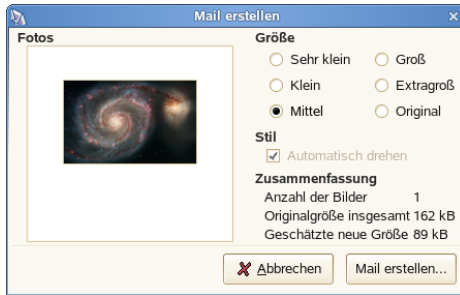 Mail erstellen
Fotos
Größe
Sehr klein
Groß
Klein
Extragroß
Mittel
Original
Stil
Automatisch drehen
Zusammenfassung
Anzahl der Bilder 1
Originalgröße insgesamt 162 kB
Geschätzte neue Größe 89 kB
Abbrechen
Mail erstellen...